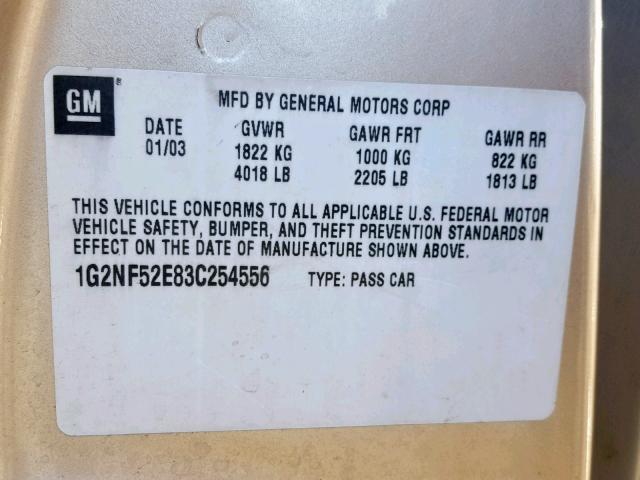 GM®
MFD BY GENERAL MOTORS CORP
DATE GVWR GAWR FRT GAWR RR
01/03 1822 KG 1000 KG 822 KG
4018 LB 2205 LB 1813 LB
THIS VEHICLE CONFORMS TO ALL APPLICABLE U.S. FEDERAL MOTOR
VEHICLE SAFETY, BUMPER, AND THEFT PREVENTION STANDARDS IN
EFFECT ON THE DATE OF MANUFACTURE SHOWN ABOVE.
1G2NF52E83C254556 TYPE: PASS CAR